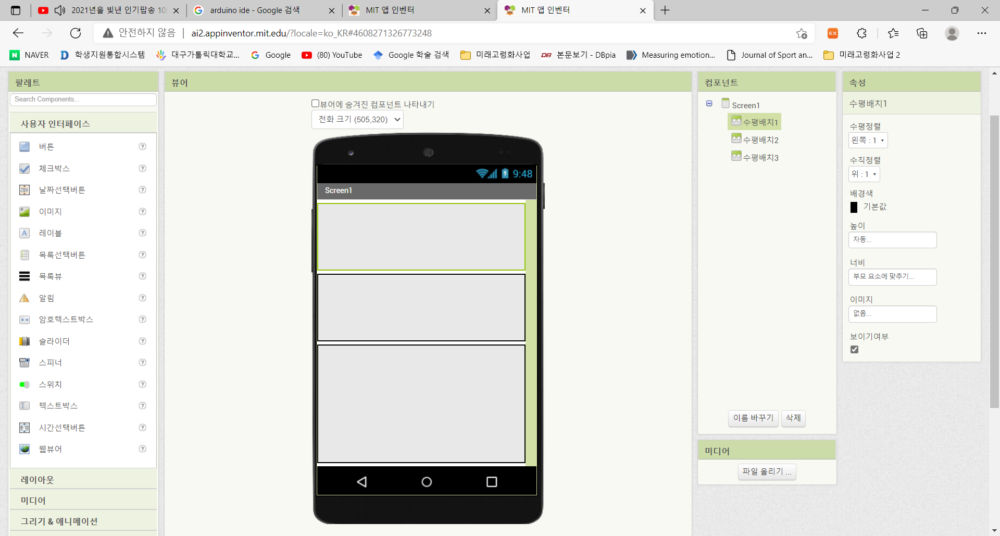 2021년을 빛낸 인기팝송 10
arduino ide - Google 검색
MIT 앱 인벤터
MIT 앱 인벤터
안전하지 않음
ai2.appinventor.mit.edu/?locale=ko_KR#4608271326773248
EX
NAVER
학생지원통합시스템
대구가톨릭대학교...
Google
(80) YouTube
Google 학술 검색
미래고령화사업
DB
본문보기 - DBpia
Measuring emotion...
Journal of Sport an...
미래고령화사업 2
팔레트
Search Components...
사용자 인터페이스
버튼
체크박스
날짜선택버튼
이미지
레이블
목록선택버튼
목록뷰
알림
암호텍스트박스
슬라이더
스피너
스위치
텍스트박스
시간선택버튼
웹뷰어
레이아웃
미디어
그리기 & 애니메이션
뷰어
뷰어에 숨겨진 컴포넌트 나타내기
전화 크기 (505,320)
9:48
Screen1
컴포넌트
Screen1
수평배치1
수평배치2
수평배치3
이름 바꾸기
삭제
미디어
파일 올리기 ...
속성
수평배치1
수평정렬
왼쪽 : 1
수직정렬
위 : 1
배경색
기본값
높이
자동...
너비
부모 요소에 맞추기...
이미지
없음...
보이기여부